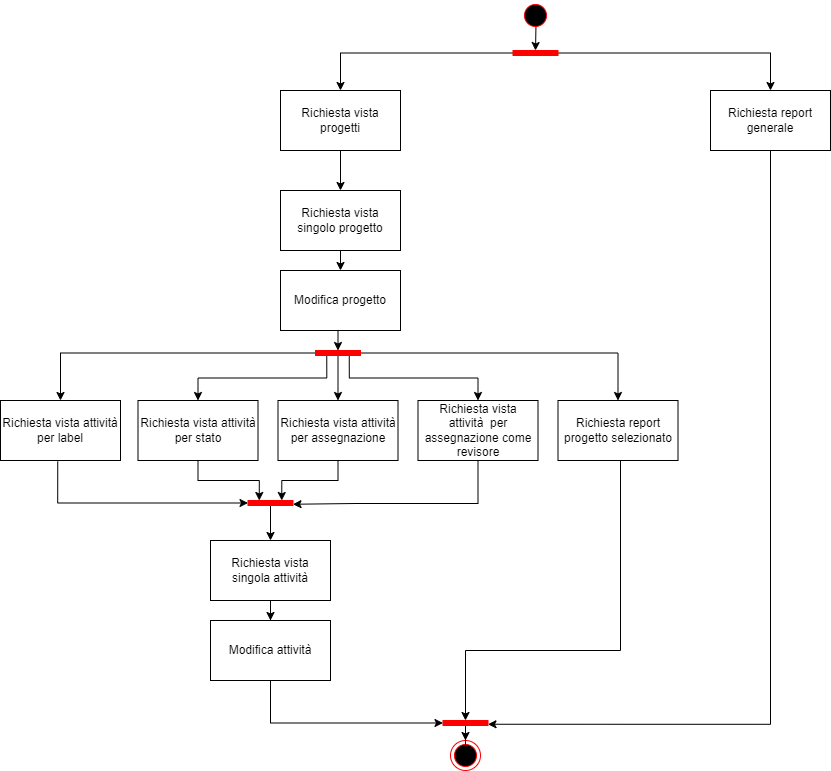 Richiesta vista
progetti
Richiesta report
generale
Richiesta vista
singolo progetto
Modifica progetto
Richiesta vista attività
per label
Richiesta vista attività
per stato
Richiesta vista attività
per assegnazione
Richiesta vista
attività per
assegnazione come
revisore
Richiesta report
progetto selezionato
Richiesta vista
singola attività
Modifica attività